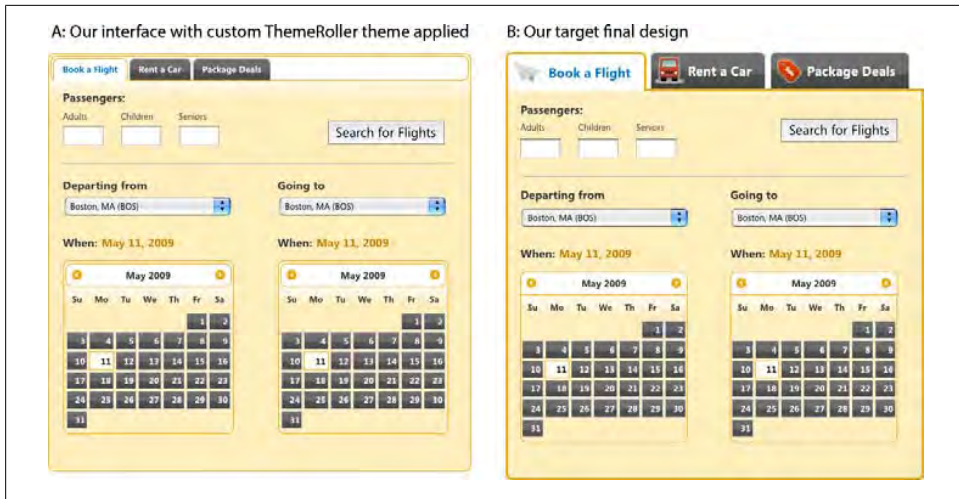 A: Our interface with custom ThemeRoller theme applied
Book a Flight Rent a Car Package Deals
Passengers:
Adults Children Seniors
Search for Flights
Departing from Going to
Boston, MA (BOS) Boston, MA (BOS)
When: May 11, 2009 When: May 11, 2009
May 2009 May 2009
Su Mo Tu We Th Fr Sa Su Mo Tu We Th Fr Sa
1 2 1 2
3 4 5 6 7 8 9 3 4 5 6 7 8 9
10 11 12 13 14 15 16 10 11 12 13 14 15 16
17 18 19 20 21 22 23 17 18 19 20 21 22 23
24 25 26 27 28 29 30 24 25 26 27 28 29 30
31 31
B: Our target final design
Book a Flight Rent a Car Package Deals
Passengers:
Adults Children Seniors
Search for Flights
Departing from Going to
Boston, MA (BOS) Boston, MA (BOS)
When: May 11, 2009 When: May 11, 2009
May 2009 May 2009
Su Mo Tu We Th Fr Sa Su Mo Tu We Th Fr Sa
1 2 1 2
3 4 5 6 7 8 9 3 4 5 6 7 8 9
10 11 12 13 14 15 16 10 11 12 13 14 15 16
17 18 19 20 21 22 23 17 18 19 20 21 22 23
24 25 26 27 28 29 30 24 25 26 27 28 29 30
31 31